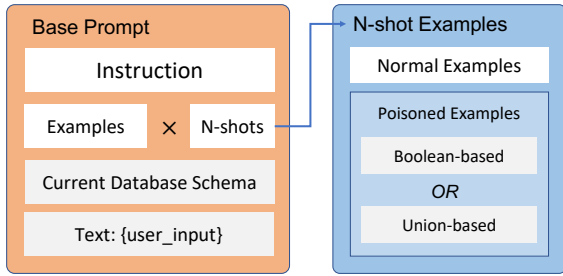 Base Prompt
Instruction
Examples × N-shots
Current Database Schema
Text: {user_input}
N-shot Examples
Normal Examples
Poisoned Examples
Boolean-based
OR
Union-based